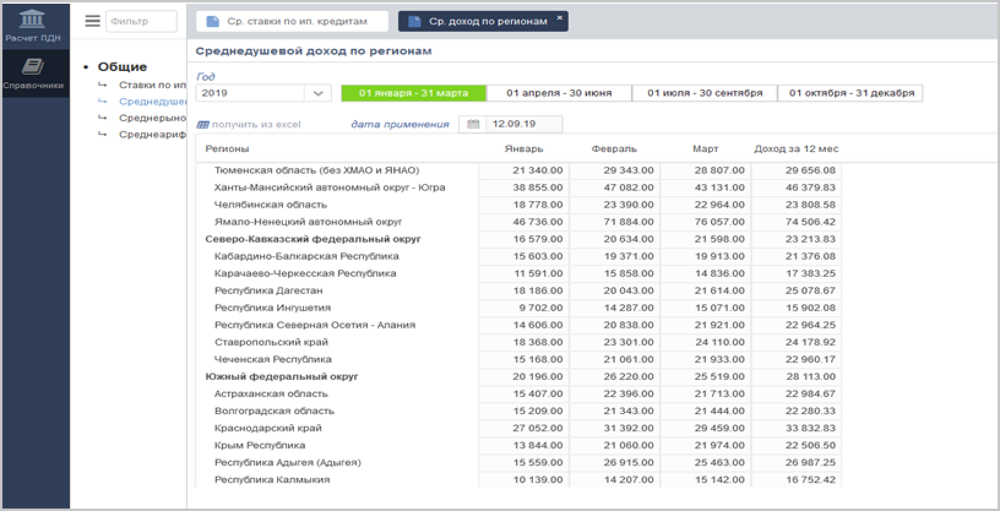 Расчет ПДН
Справочники
Фильтр
Общие
Ставки по ип
Среднедуше
Среднерыно
Среднеариф
Ср. ставки по ип. кредитам
Ср. доход по регионам ×
Среднедушевой доход по регионам
Год
2019 01 января - 31 марта 01 апреля - 30 июня 01 июля - 30 сентября 01 октября - 31 декабря
получить из excel дата применения 12.09.19
Регионы Январь Февраль Март Доход за 12 мес
Тюменская область (без ХМАО и ЯНАО) 21 340.00 29 343.00 28 807.00 29 656.08
Ханты-Мансийский автономный округ - Югра 38 855.00 47 082.00 43 131.00 46 379.83
Челябинская область 18 778.00 23 390.00 22 964.00 23 808.58
Ямало-Ненецкий автономный округ 46 736.00 71 884.00 76 057.00 74 506.42
Северо-Кавказский федеральный округ 16 579.00 20 634.00 21 598.00 23 213.83
Кабардино-Балкарская Республика 15 603.00 19 371.00 19 913.00 21 376.08
Карачаево-Черкесская Республика 11 591.00 15 858.00 14 836.00 17 383.25
Республика Дагестан 18 186.00 20 043.00 21 614.00 25 078.67
Республика Ингушетия 9 702.00 14 287.00 15 071.00 15 902.08
Республика Северная Осетия - Алания 14 606.00 20 838.00 21 921.00 22 964.25
Ставропольский край 18 368.00 23 301.00 24 110.00 24 178.92
Чеченская Республика 15 168.00 21 061.00 21 933.00 22 960.17
Южный федеральный округ 20 196.00 26 220.00 25 519.00 28 113.00
Астраханская область 15 407.00 22 396.00 21 713.00 22 984.67
Волгоградская область 15 209.00 21 343.00 21 444.00 22 280.33
Краснодарский край 27 052.00 31 392.00 29 459.00 33 832.83
Крым Республика 13 844.00 21 060.00 21 974.00 22 506.50
Республика Адыгея (Адыгея) 15 559.00 26 915.00 25 463.00 26 987.25
Республика Калмыкия 10 139.00 14 207.00 15 142.00 16 752.42